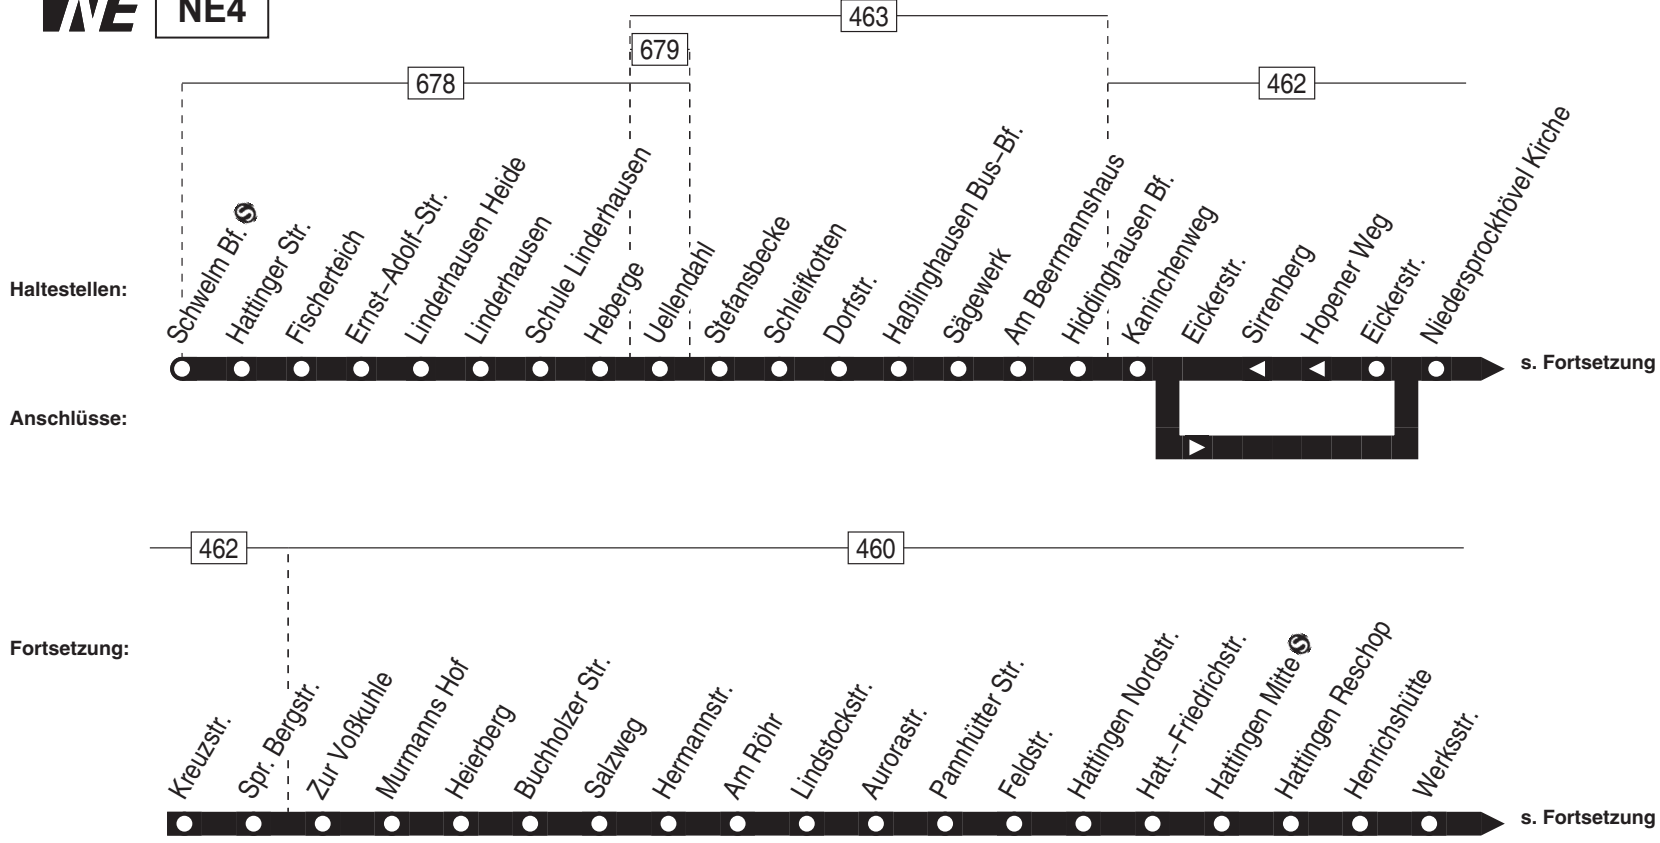 NE NE4
463
679
678
462
Haltestellen:
Schwelm Bf. S
Hattinger Str.
Fischerteich
Ernst-Adolf-Str.
Linderhausen Heide
Linderhausen
Schule Linderhausen
Heberge
Uellendahl
Stefansbecke
Schleifkotten
Dorfstr.
Haßlinghausen Bus-Bf.
Sägewerk
Am Beermannshaus
Hiddinghausen Bf.
Kaninchenweg
Eickerstr.
Sirrenberg
Hopener Weg
Eickerstr.
Niedersprockhövel Kirche
s. Fortsetzung
Anschlüsse:
462
460
Fortsetzung:
Kreuzstr.
Spr. Bergstr.
Zur Voßkuhle
Murmanns Hof
Heierberg
Buchholzer Str.
Salzweg
Hermannstr.
Am Röhr
Lindstockstr.
Aurorastr.
Pannhütter Str.
Feldstr.
Hattingen Nordstr.
Hatt.-Friedrichstr.
Hattingen Mitte S
Hattingen Reschop
Henrichshütte
Werksstr.
s. Fortsetzung